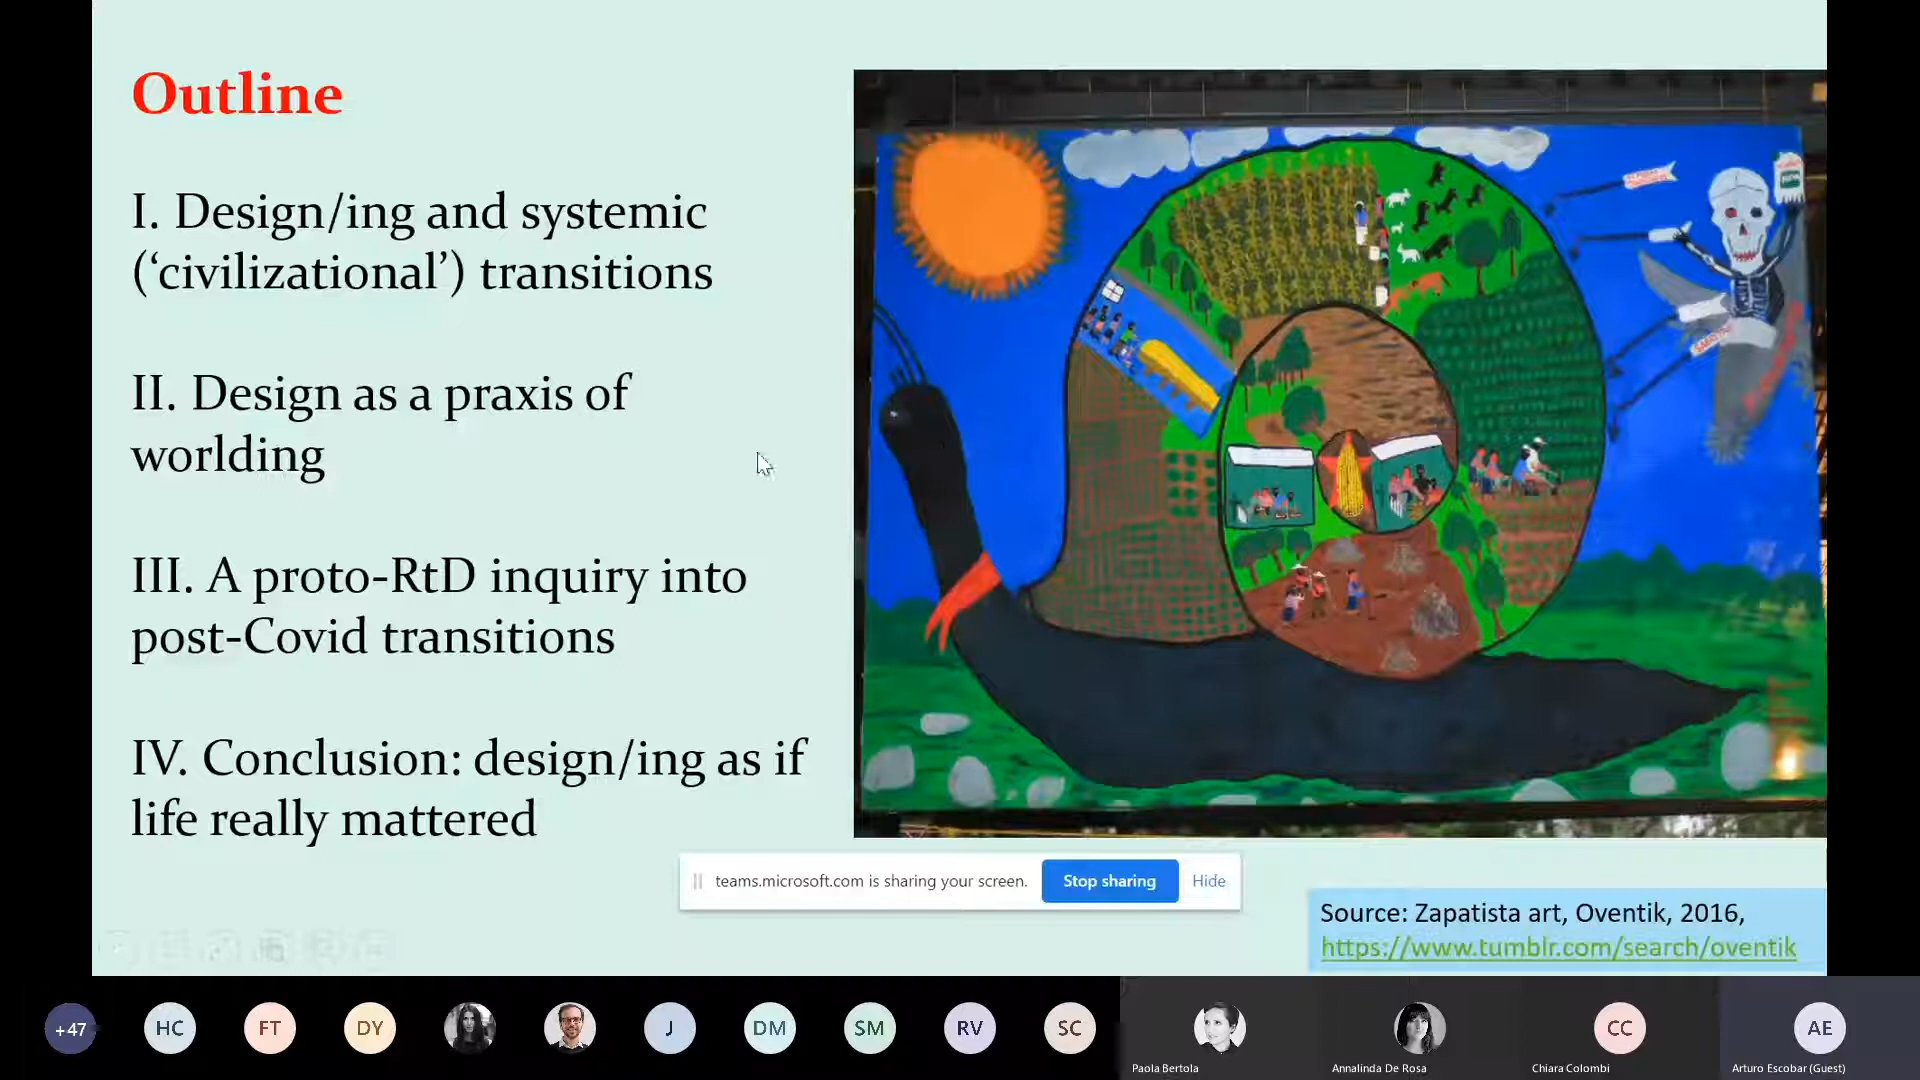 Outline
I. Design/ing and systemic
(‘civilizational’) transitions
II. Design as a praxis of
worlding
III. A proto-RtD inquiry into
post-Covid transitions
IV. Conclusion: design/ing as if
life really mattered
teams.microsoft.com is sharing your screen.
Stop sharing
Hide
Source: Zapatista art, Oventik, 2016,
https://www.tumblr.com/search/oventik
+47
HC
FT
DY
J
DM
SM
RV
SC
CC
AE
Paola Bertola
Annalinda De Rosa
Chiara Colombi
Arturo Escobar (Guest)